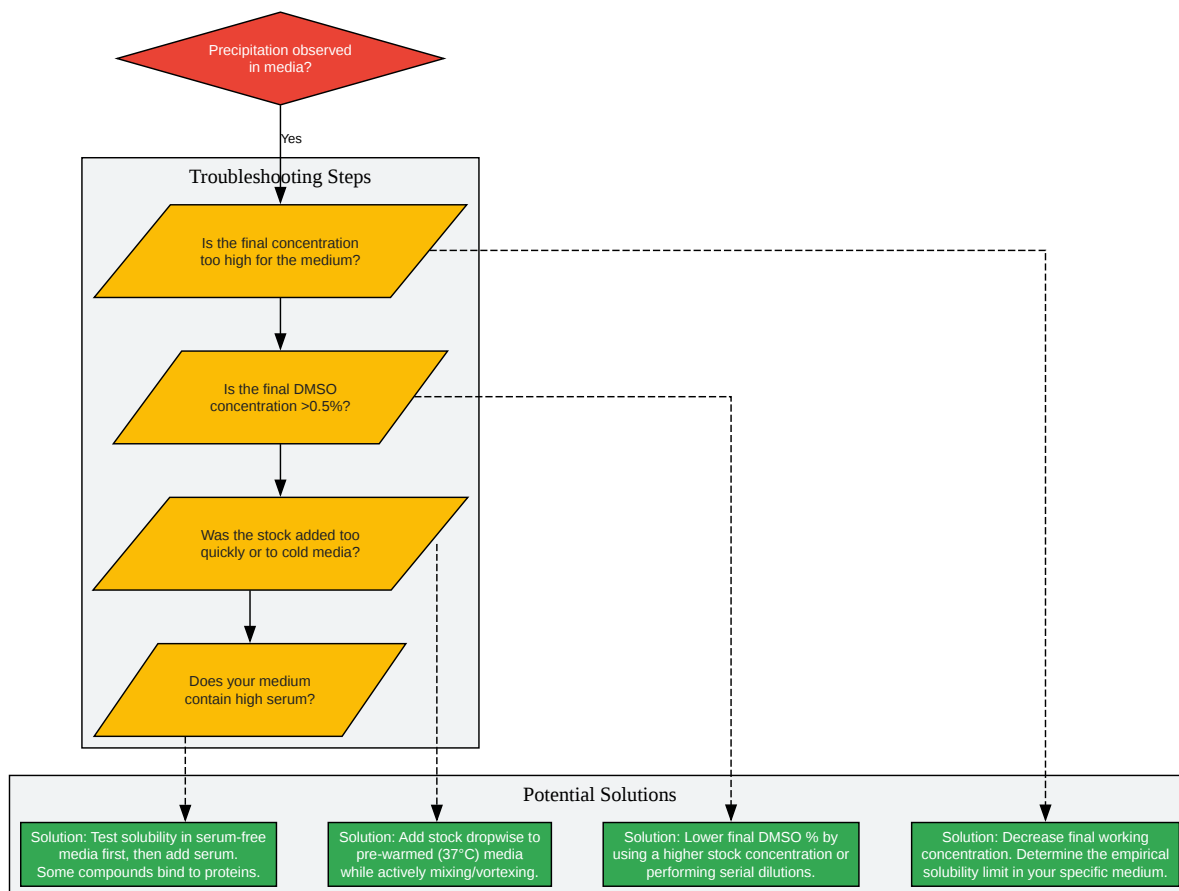 Precipitation observed
in media?
Yes
Troubleshooting Steps
Is the final concentration
too high for the medium?
Is the final DMSO
concentration >0.5%?
Was the stock added too
quickly or to cold media?
Does your medium
contain high serum?
Potential Solutions
Solution: Test solubility in serum-free
media first, then add serum.
Some compounds bind to proteins.
Solution: Add stock dropwise to
pre-warmed (37°C) media
while actively mixing/vortexing.
Solution: Lower final DMSO % by
using a higher stock concentration or
performing serial dilutions.
Solution: Decrease final working
concentration. Determine the empirical
solubility limit in your specific medium.